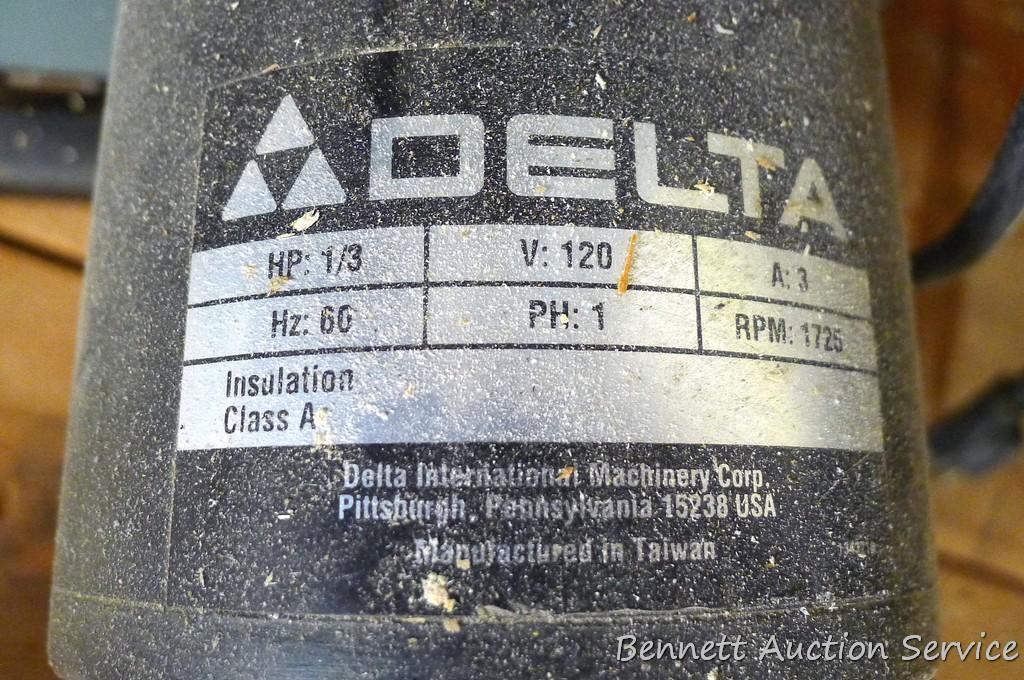 DELTA
HP: 1/3 V: 120 A: 3
Hz: 60 PH: 1 RPM: 1725
Insulation
Class A
Delta International Machinery Corp.
Pittsburgh, Pennsylvania 15238 USA
Manufactured in Taiwan
Bennett Auction Service